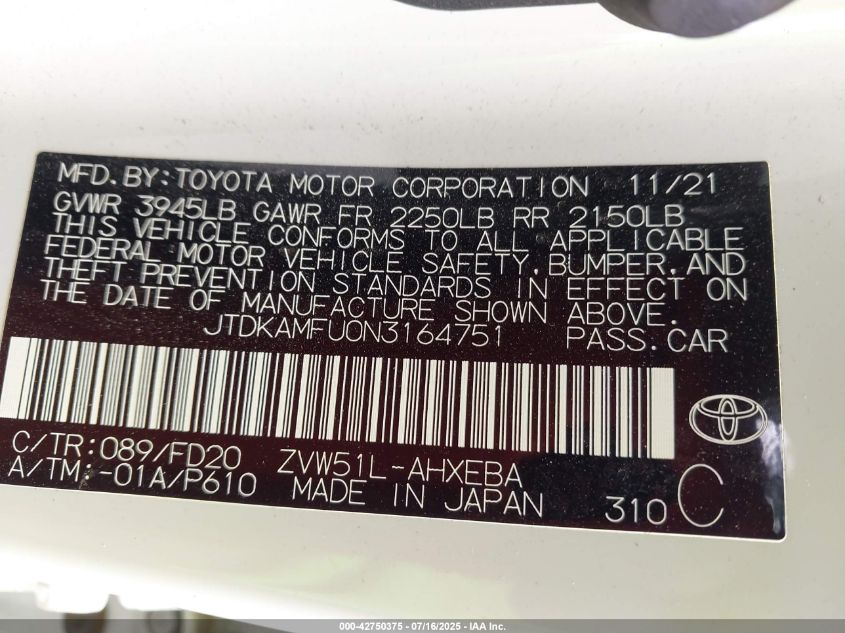 MFD.BY:TOYOTA MOTOR CORPORATION 11/21
GVWR 3945LB GAWR FR 2250LB RR 2150LB
THIS VEHICLE CONFORMS TO ALL APPLICABLE
FEDERAL MOTOR VEHICLE SAFETY,BUMPER,AND
THEFT PREVENTION STANDARDS IN EFFECT ON
THE DATE OF MANUFACTURE SHOWN ABOVE.
JTDKAMFU0N3164751 PASS.CAR
C/TR:089/FD20 ZVW51L-AHXEBA
A/TM:-01A/P610 MADE IN JAPAN 310 C
000-42750375 - 07/16/2025 - IAA Inc.